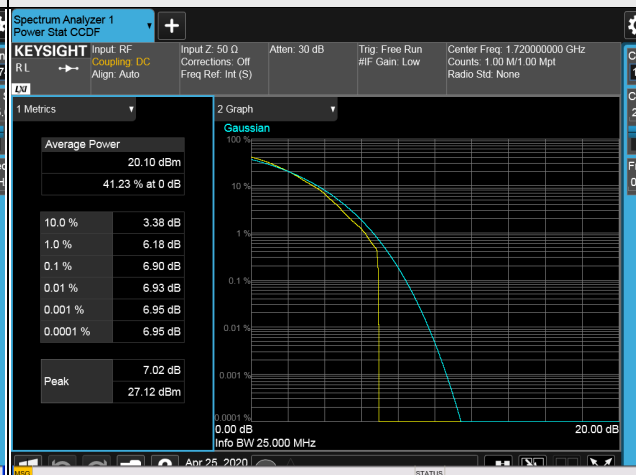 Spectrum Analyzer 1
Power Stat CCDF
+
KEYSIGHT
RL
LXI
Input: RF
Coupling: DC
Align: Auto
Input Z: 50 Ω
Corrections: Off
Freq Ref: Int (S)
Atten: 30 dB
Trig: Free Run
#IF Gain: Low
Center Freq: 1.720000000 GHz
Counts: 1.00 M/1.00 Mpt
Radio Std: None
1 Metrics
Average Power
20.10 dBm
41.23 % at 0 dB
10.0 % 3.38 dB
1.0 % 6.18 dB
0.1 % 6.90 dB
0.01 % 6.93 dB
0.001 % 6.95 dB
0.0001 % 6.95 dB
Peak
7.02 dB
27.12 dBm
2 Graph
Gaussian
100 %
10 %
1 %
0.1 %
0.01 %
0.001 %
0.0001 %
0.00 dB 20.00 dB
Info BW 25.000 MHz
Apr 25, 2020
MSG STATUS